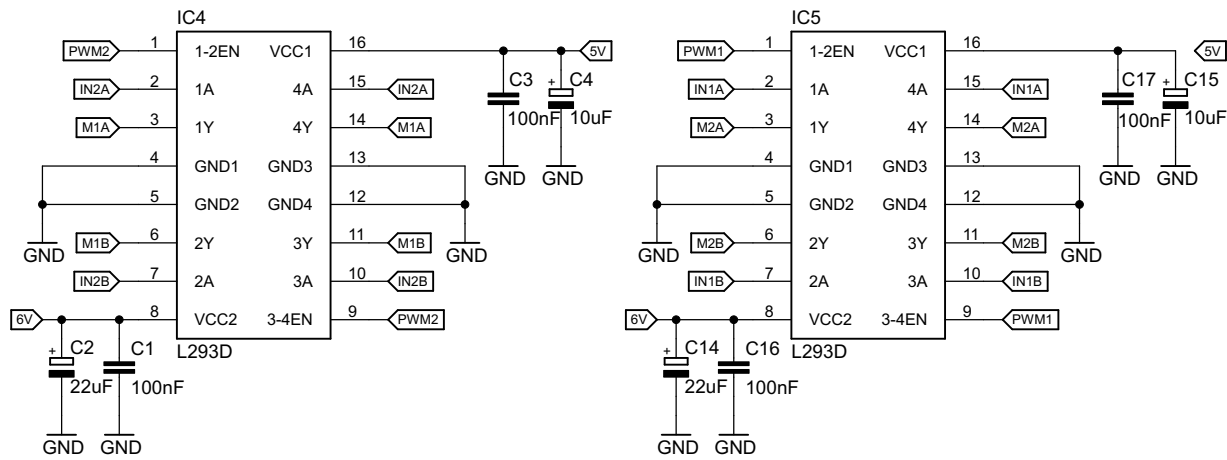 IC4
PWM2 1 1-2EN VCC1 16 5V
IN2A 2 1A 4A 15 IN2A
M1A 3 1Y 4Y 14 M1A
4 GND1 GND3 13
5 GND2 GND4 12
GND GND
M1B 6 2Y 3Y 11 M1B
IN2B 7 2A 3A 10 IN2B
6V 8 VCC2 3-4EN 9 PWM2
L293D
C3
100nF
GND
+ C4
10uF
GND
+ C2
22uF
GND
C1
100nF
GND
IC5
PWM1 1 1-2EN VCC1 16 5V
IN1A 2 1A 4A 15 IN1A
M2A 3 1Y 4Y 14 M2A
4 GND1 GND3 13
5 GND2 GND4 12
GND GND
M2B 6 2Y 3Y 11 M2B
IN1B 7 2A 3A 10 IN1B
6V 8 VCC2 3-4EN 9 PWM1
L293D
C17
100nF
GND
+ C15
10uF
GND
+ C14
22uF
GND
C16
100nF
GND